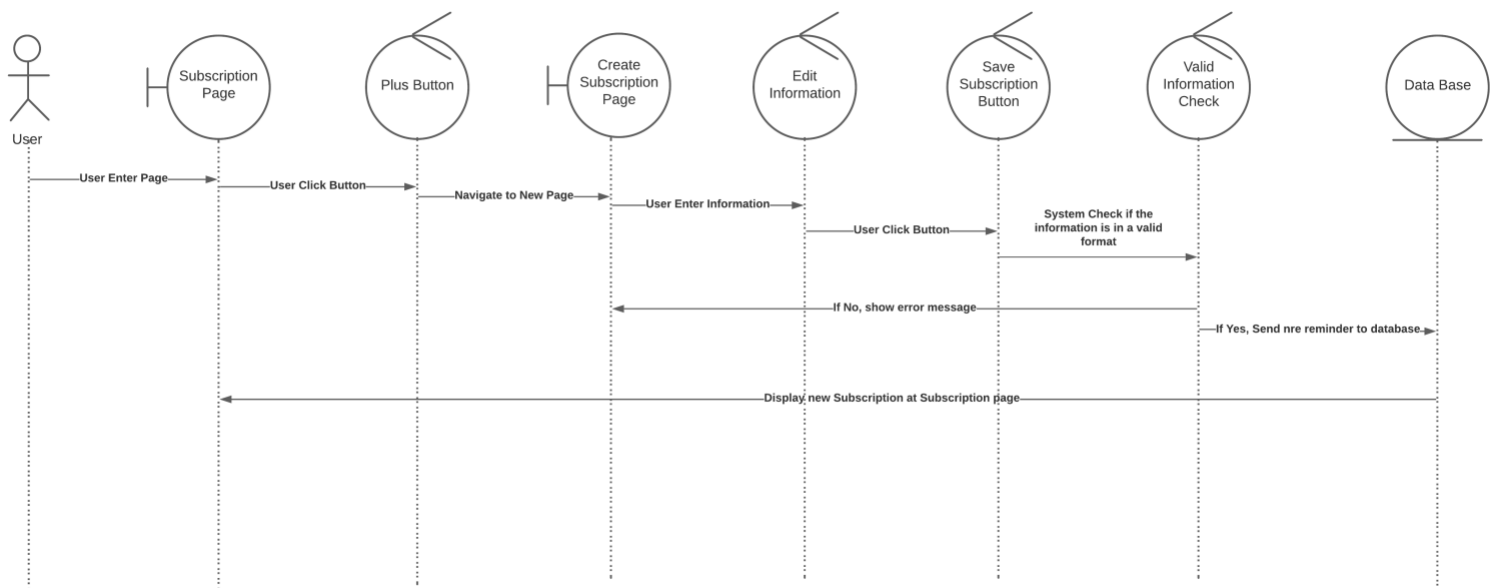 Subscription
Page
Plus Button
Create
Subscription
Page
Edit
Information
Save
Subscription
Button
Valid
Information
Check
Data Base
User
User Enter Page
User Click Button
Navigate to New Page
User Enter Information
User Click Button
System Check if the
information is in a valid
format
If No, show error message
If Yes, Send nre reminder to database
Display new Subscription at Subscription page